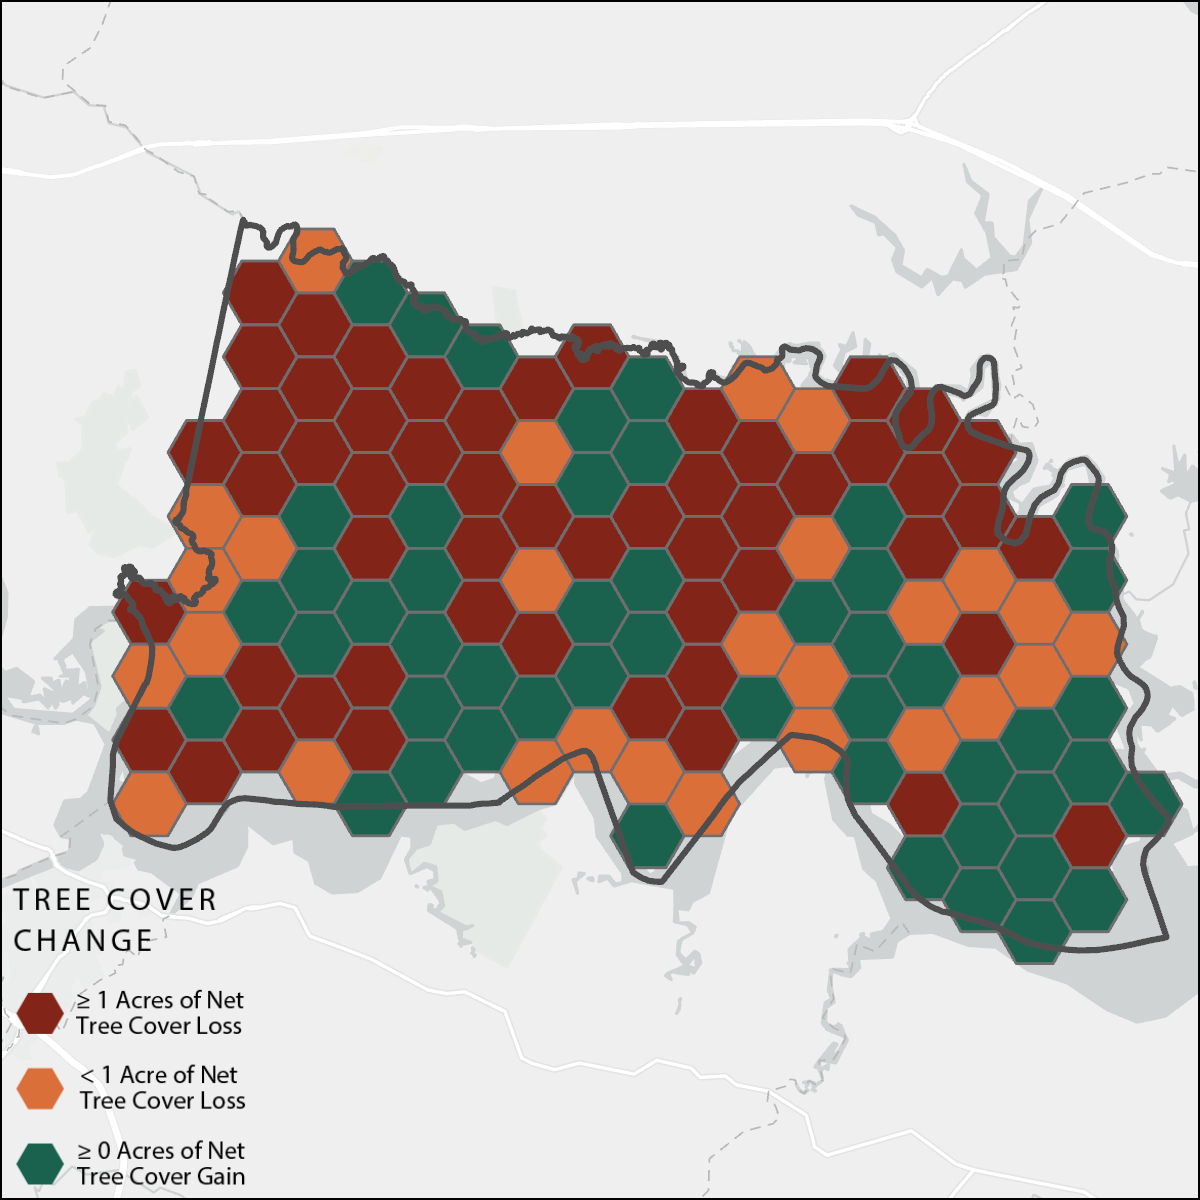 TREE COVER
CHANGE
≥ 1 Acres of Net
Tree Cover Loss
< 1 Acre of Net
Tree Cover Loss
≥ 0 Acres of Net
Tree Cover Gain